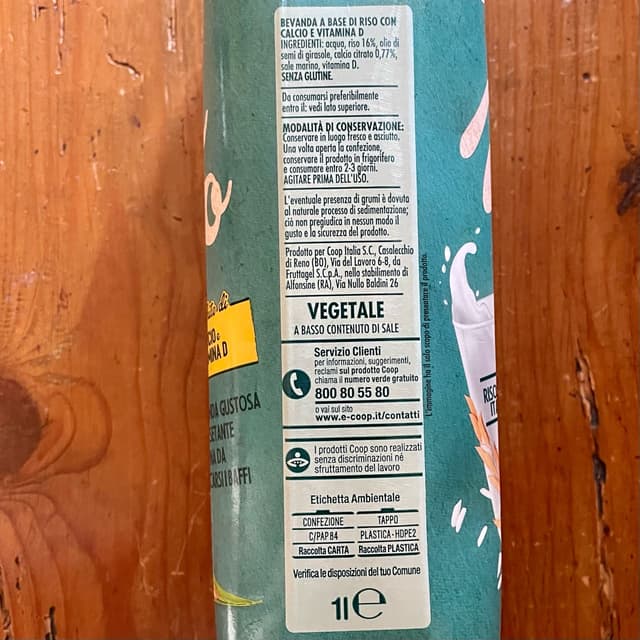 BEVANDA A BASE DI RISO CON
CALCIO E VITAMINA D
INGREDIENTI: acqua, riso 16%, olio di
semi di girasole, calcio citrato 0,77%,
sale marino, vitamina D.
SENZA GLUTINE.
Da consumarsi preferibilmente
entro il: vedi lato superiore.
MODALITÀ DI CONSERVAZIONE:
Conservare in luogo fresco e asciutto.
Una volta aperta la confezione,
conservare il prodotto in frigorifero
e consumare entro 2-3 giorni.
AGITARE PRIMA DELL'USO.
L'eventuale presenza di grumi è dovuta
al naturale processo di sedimentazione;
ciò non pregiudica in nessun modo il
gusto e la sicurezza del prodotto.
Prodotto per Coop Italia S.C., Casalecchio
di Reno (BO), Via del Lavoro 6-8, da
Fruttagel S.C.p.A., nello stabilimento di
Alfonsine (RA), Via Nullo Baldini 26
VEGETALE
A BASSO CONTENUTO DI SALE
Servizio Clienti
per informazioni, suggerimenti,
reclami sul prodotto Coop
chiama il numero verde gratuito
800 80 55 80
o vai sul sito
www.e-coop.it/contatti
I prodotti Coop sono realizzati
senza discriminazioni né
sfruttamento del lavoro
Etichetta Ambientale
CONFEZIONE TAPPO
C/PAP 84 PLASTICA-HDPE2
Raccolta CARTA Raccolta PLASTICA
Verifica le disposizioni del tuo Comune
1l e
L'immagine ha il solo scopo di presentare il prodotto.
GUSTOSA
DA
BAFFI